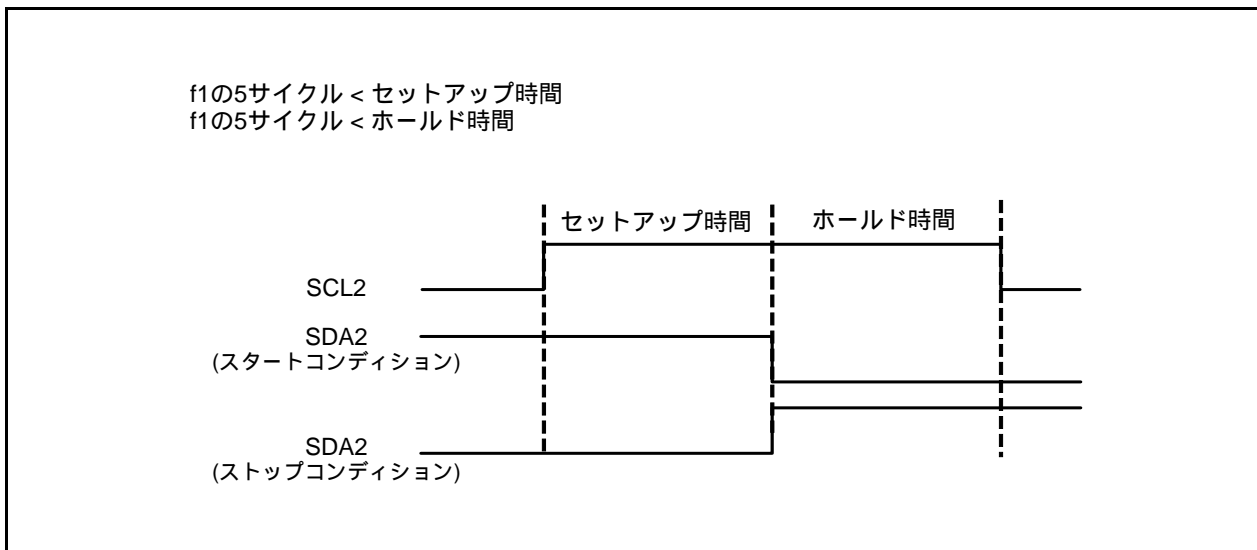 f1の5サイクル < セットアップ時間
f1の5サイクル < ホールド時間
セットアップ時間 ホールド時間
SCL2
SDA2
(スタートコンディション)
SDA2
(ストップコンディション)